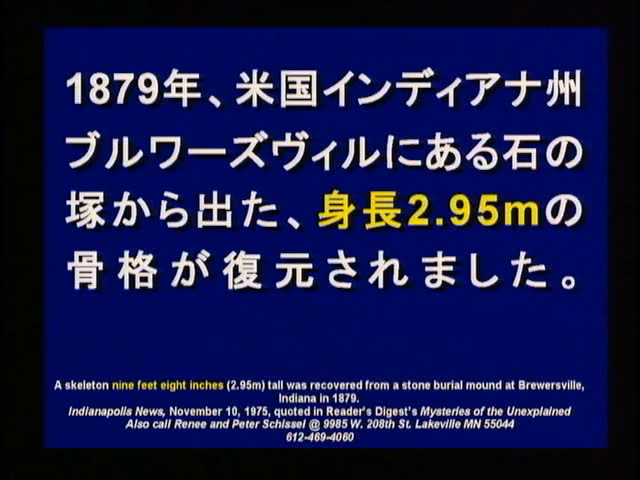 1879年、米国インディアナ州
ブルワーズヴィルにある石の
塚から出た、身長2.95mの
骨格が復元されました。
A skeleton nine feet eight inches (2.95m) tall was recovered from a stone burial mound at Brewersville,
Indiana in 1879.
Indianapolis News, November 10, 1975, quoted in Reader's Digest's Mysteries of the Unexplained
Also call Renee and Peter Schissel @ 9985 W. 208th St. Lakeville MN 55044
612-469-4060